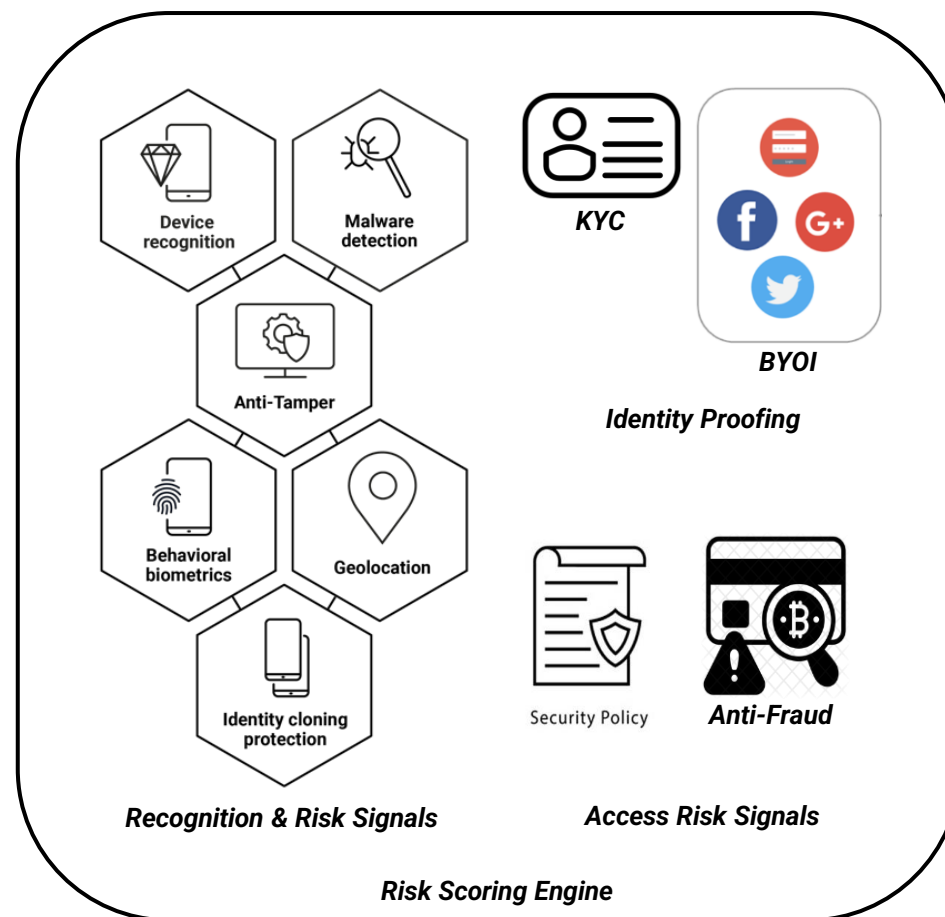 Device
recognition
Malware
detection
Anti-Tamper
Behavioral
biometrics
Geolocation
Identity cloning
protection
Recognition & Risk Signals
KYC
f
G+
BYOI
Identity Proofing
Security Policy
Anti-Fraud
Access Risk Signals
Risk Scoring Engine